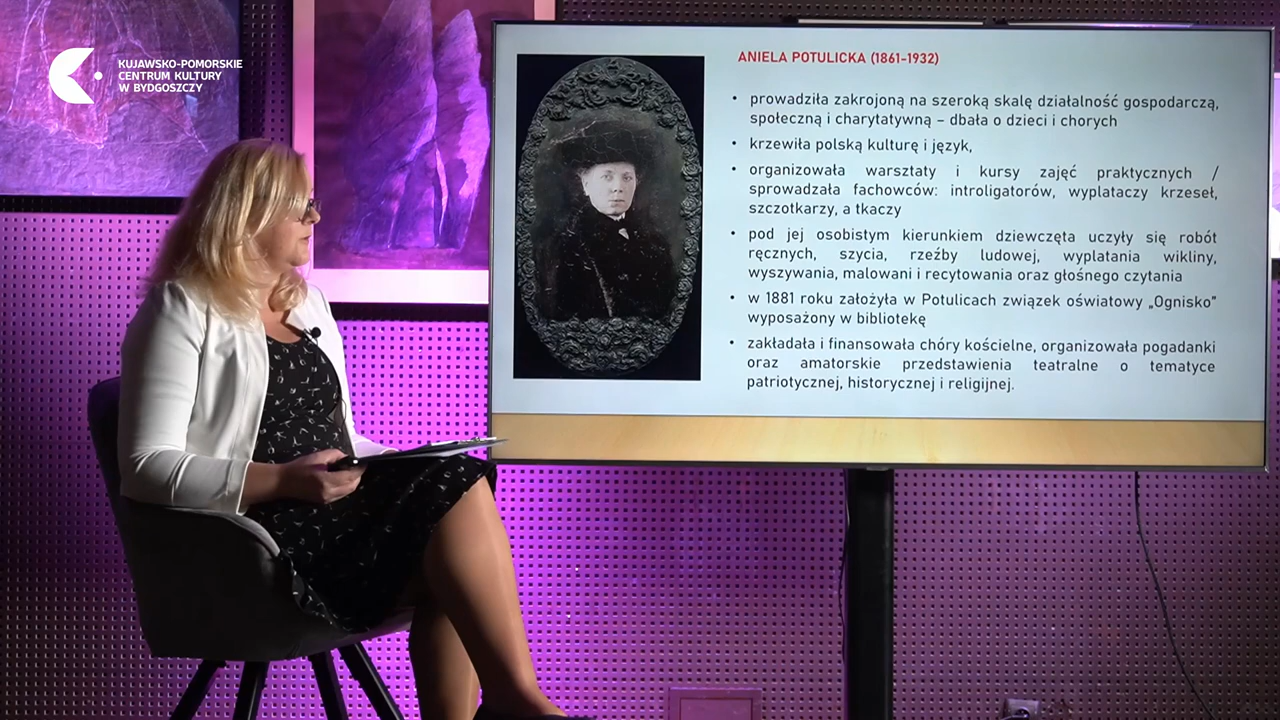 KUJAWSKO-POMORSKIE
CENTRUM KULTURY
W BYDGOSZCZY
ANIELA POTULICKA (1861-1932)
• prowadziła zakrojoną na szeroką skalę działalność gospodarczą,
społeczną i charytatywną – dbała o dzieci i chorych
• krzewiła polską kulturę i język,
• organizowała warsztaty i kursy zajęć praktycznych /
sprowadzała fachowców: introligatorów, wyplataczy krzeseł,
szczotkarzy, a tkaczy
• pod jej osobistym kierunkiem dziewczęta uczyły się robót
ręcznych, szycia, rzeźby ludowej, wyplatania wikliny,
wyszywania, malowani i recytowania oraz głośnego czytania
• w 1881 roku założyła w Potulicach związek oświatowy „Ognisko”
wyposażony w bibliotekę
• zakładała i finansowała chóry kościelne, organizowała pogadanki
oraz amatorskie przedstawienia teatralne o tematyce
patriotycznej, historycznej i religijnej.